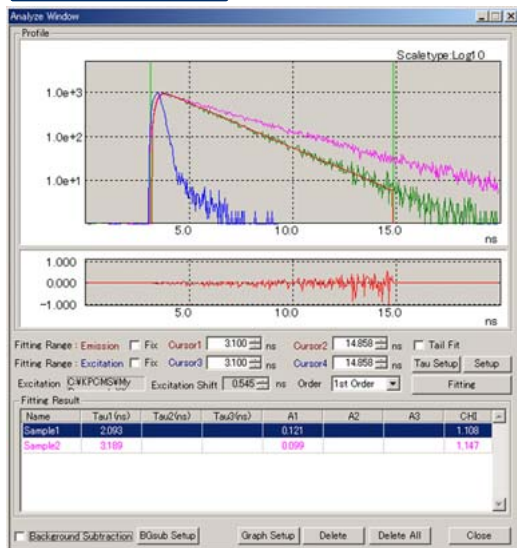 Analyze Window
Profile
Scaletype:Log10
1.0e+3
1.0e+2
1.0e+1
5.0 10.0 15.0
ns
1.000
0.000
-1.000
5.0 10.0 15.0
ns
Fitting Range : Emission Fix Cursor1 3.100 ns Cursor2 14.858 ns Tail Fit
Fitting Range : Excitation Fix Cursor3 3.100 ns Cursor4 14.858 ns Tau Setup Setup
Excitation C:¥KPCMS¥My Excitation Shift 0.545 ns Order 1st Order Fitting
Fitting Result
Name Tau1(ns) Tau2(ns) Tau3(ns) A1 A2 A3 CHI
Sample1 2.093 0.121 1.108
Sample2 3.189 0.099 1.147
Background Subtraction BGsub Setup Graph Setup Delete Delete All Close